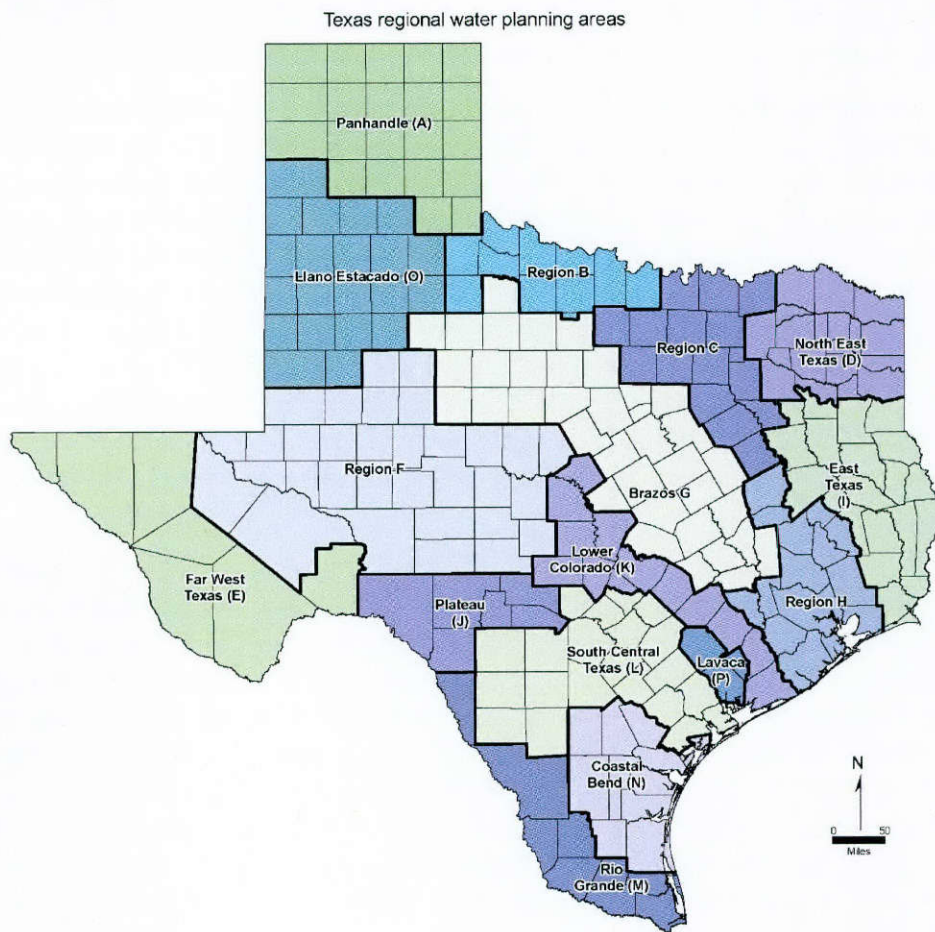 Texas regional water planning areas
Panhandle (A)
Llano Estacado (O)
Region B
Region C
North East
Texas (D)
Region F
Brazos G
East
Texas
(I)
Far West
Texas (E)
Lower
Colorado (K)
Plateau
(J)
Region H
South Central
Texas (L)
Lavaca
(P)
Coastal
Bend (N)
Rio
Grande (M)
N
0 50
Miles